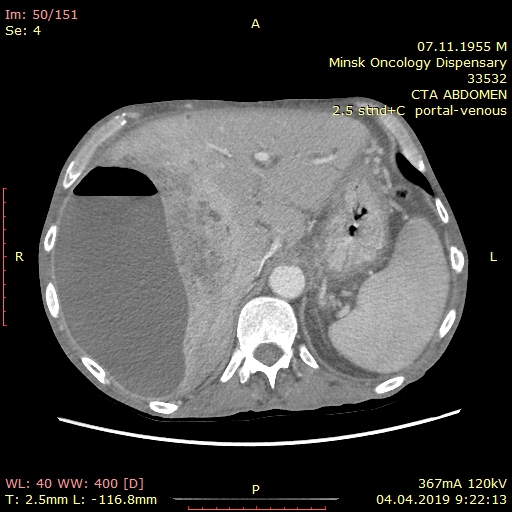 Im: 50/151
Se: 4
A
07.11.1955 M
Minsk Oncology Dispensary
33532
CTA ABDOMEN
2.5 stnd+C portal-venous
R
L
WL: 40 WW: 400 [D]
T: 2.5mm L: -116.8mm
P
367mA 120kV
04.04.2019 9:22:13